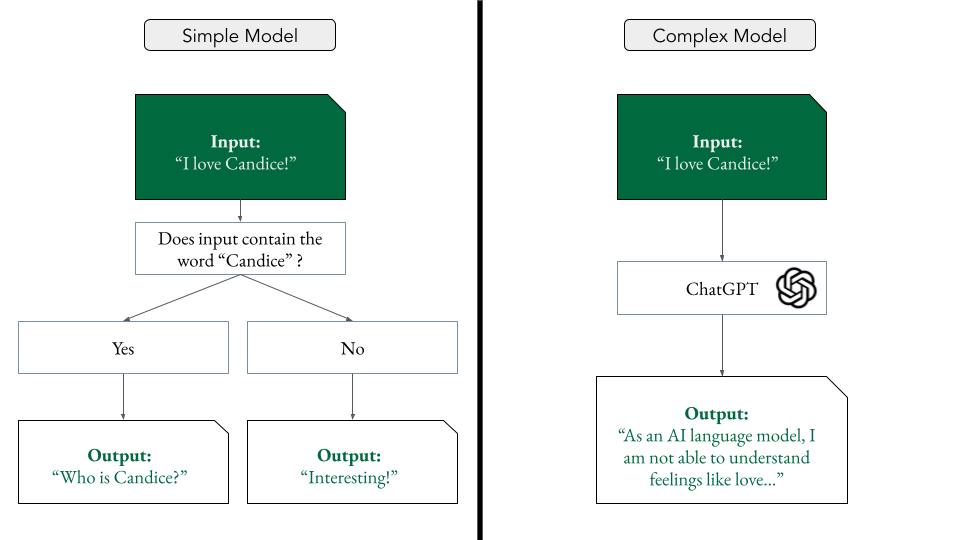 Simple Model
Input:
“I love Candice!”
Does input contain the
word “Candice” ?
Yes
No
Output:
“Who is Candice?”
Output:
“Interesting!”
Complex Model
Input:
“I love Candice!”
ChatGPT
Output:
“As an AI language model, I
am not able to understand
feelings like love...”